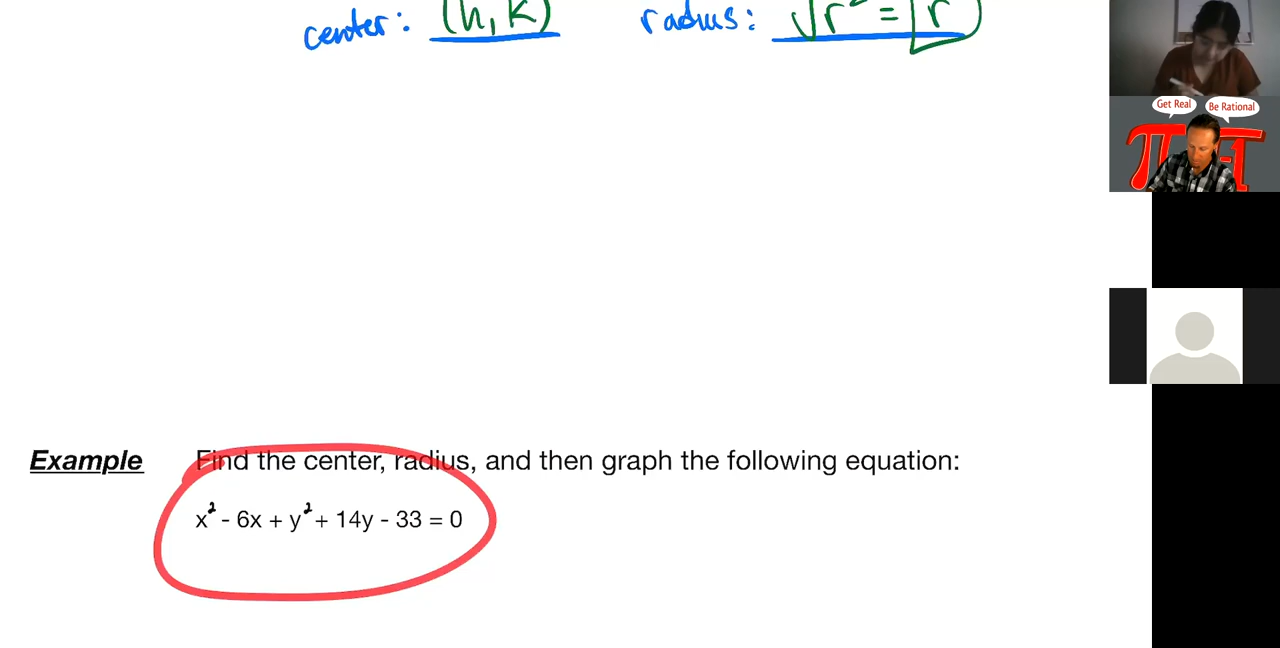 center: (h, k) radius: √r² = r
Get Real Be Rational
Example Find the center, radius, and then graph the following equation:
x² - 6x + y² + 14y - 33 = 0